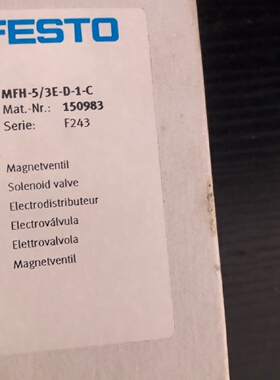 FESTO
MFH-5/3E-D-1-C
Mat.-Nr.: 150983
Serie: F243
Magnetventil
Solenoid valve
Electrodistributeur
Electroválvula
Elettrovalvola
Magnetventil